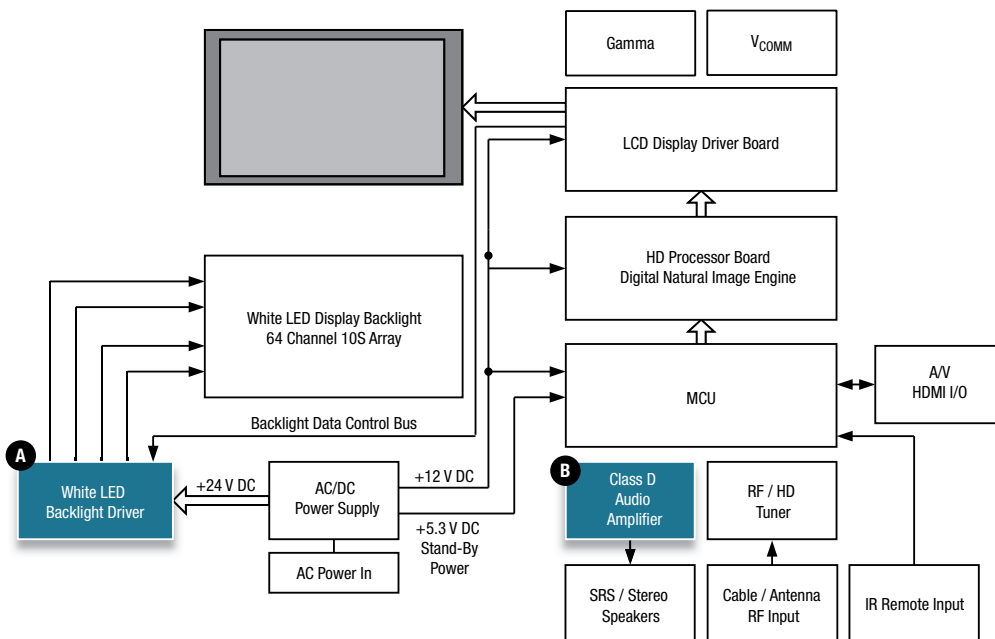 Gamma
V_COMM
LCD Display Driver Board
HD Processor Board
Digital Natural Image Engine
White LED Display Backlight
64 Channel 10S Array
MCU
A/V
HDMI I/O
Backlight Data Control Bus
A
White LED
Backlight Driver
+24 V DC
AC/DC
Power Supply
+12 V DC
+5.3 V DC
Stand-By
Power
AC Power In
B
Class D
Audio
Amplifier
RF / HD
Tuner
SRS / Stereo
Speakers
Cable / Antenna
RF Input
IR Remote Input